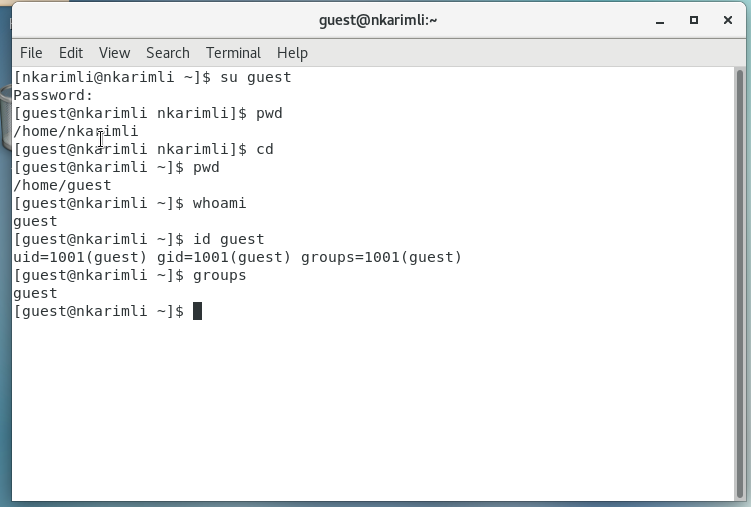 guest@nkarimli:~
File Edit View Search Terminal Help
[nkarimli@nkarimli ~]$ su guest
Password:
[guest@nkarimli nkarimli]$ pwd
/home/nkarimli
[guest@nkarimli nkarimli]$ cd
[guest@nkarimli ~]$ pwd
/home/guest
[guest@nkarimli ~]$ whoami
guest
[guest@nkarimli ~]$ id guest
uid=1001(guest) gid=1001(guest) groups=1001(guest)
[guest@nkarimli ~]$ groups
guest
[guest@nkarimli ~]$